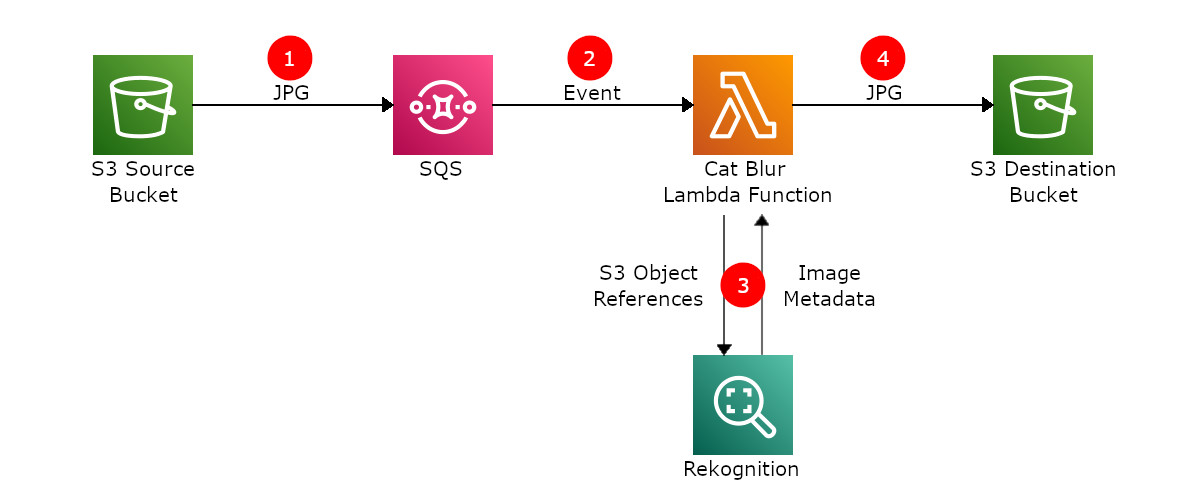 1
2
4
JPG
Event
JPG
S3 Source
Bucket
SQS
Cat Blur
Lambda Function
S3 Destination
Bucket
S3 Object
References
3
Image
Metadata
Rekognition